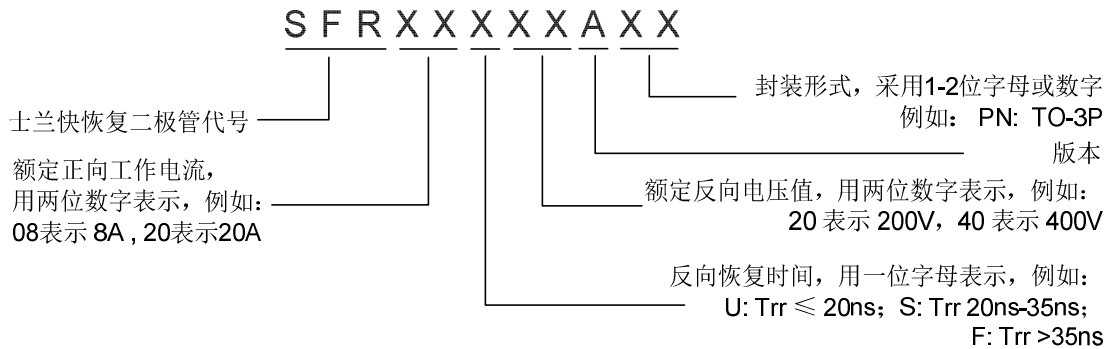 SFRXXXXXAXX
封装形式，采用1-2位字母或数字
例如： PN: TO-3P
士兰快恢复二极管代号
版本
额定正向工作电流，
用两位数字表示，例如：
08表示 8A , 20表示20A
额定反向电压值，用两位数字表示，例如：
20 表示 200V，40 表示 400V
反向恢复时间，用一位字母表示，例如：
U: Trr ≤ 20ns；S: Trr 20ns-35ns；
F: Trr >35ns